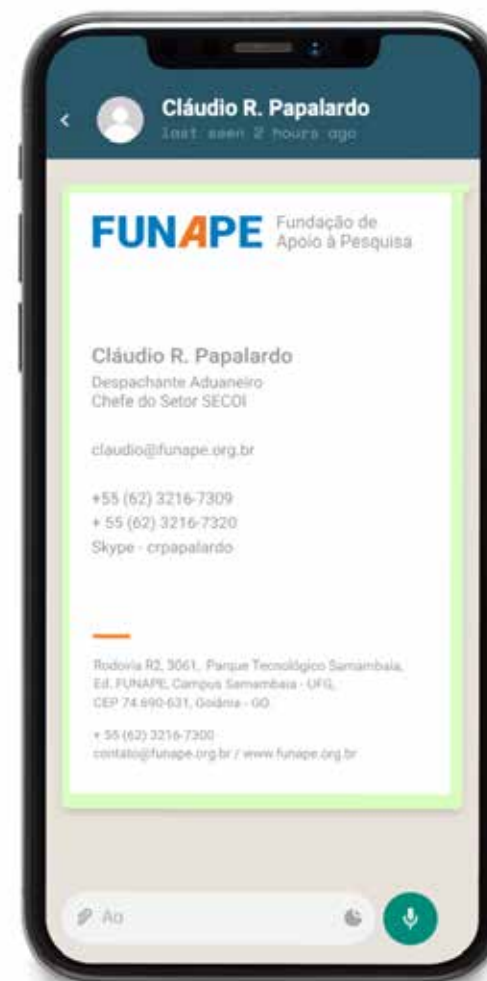 Cláudio R. Papalardo
last seen 2 hours ago
FUNAPE Fundação de
Apoio à Pesquisa
Cláudio R. Papalardo
Despachante Aduaneiro
Chefe do Setor SECOI
claudio@funape.org.br
+55 (62) 3216-7309
+ 55 (62) 3216-7320
Skype - crpapalardo
Rodovia R2, 3061, Parque Tecnológico Samambaia,
Ed. FUNAPE, Campus Samambaia - UFG,
CEP 74.690-631, Goiânia - GO
+ 55 (62) 3216-7300
contato@funape.org.br / www.funape.org.br
Aa